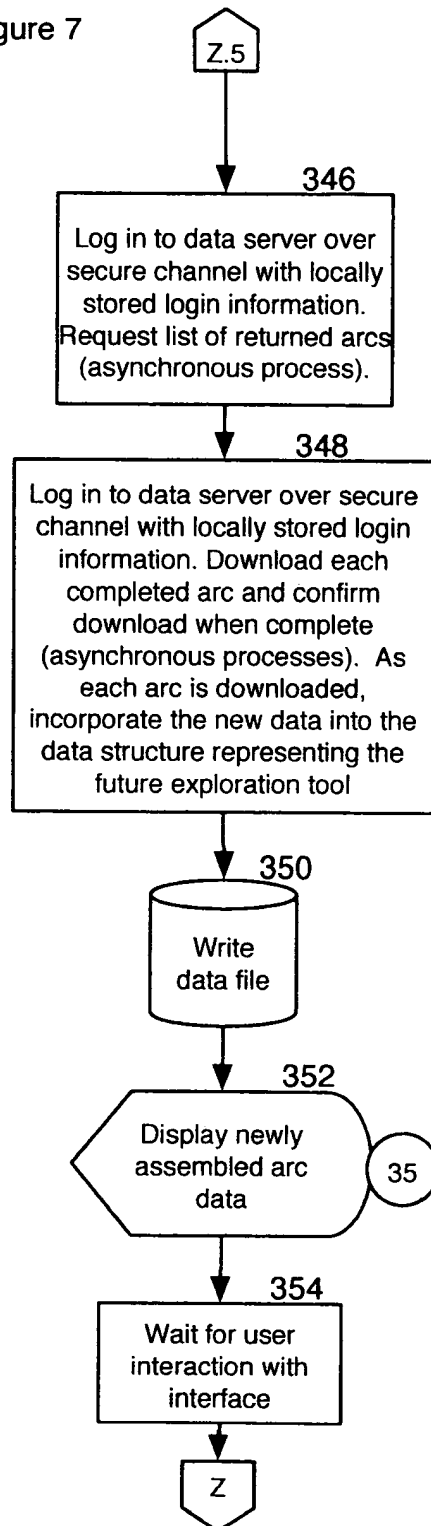 gure 7
Z.5
346
Log in to data server over
secure channel with locally
stored login information.
Request list of returned arcs
(asynchronous process).
348
Log in to data server over secure
channel with locally stored login
information. Download each
completed arc and confirm
download when complete
(asynchronous processes). As
each arc is downloaded,
incorporate the new data into the
data structure representing the
future exploration tool
350
Write
data file
352
Display newly
assembled arc
data
35
354
Wait for user
interaction with
interface
Z